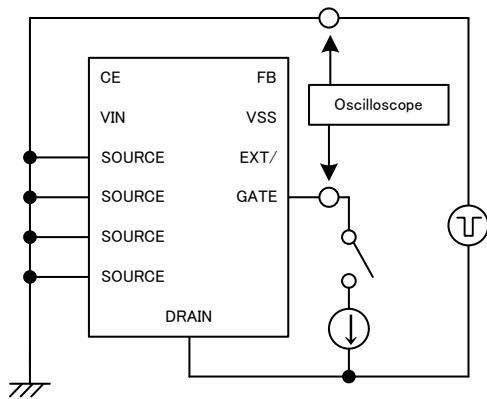 CE FB
Oscilloscope
VIN VSS
SOURCE EXT/
SOURCE GATE
SOURCE
SOURCE
DRAIN